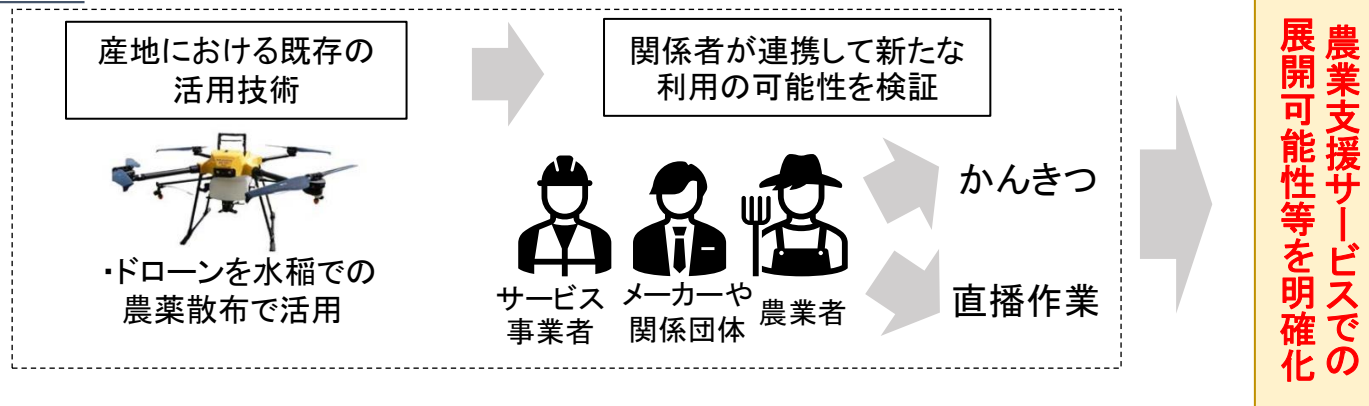 産地における既存の
活用技術
関係者が連携して新たな
利用の可能性を検証
・ドローンを水稲での
農薬散布で活用
サービス
事業者
メーカーや
関係団体
農業者
かんきつ
直播作業
農業支援サービスでの
展開可能性等を明確化